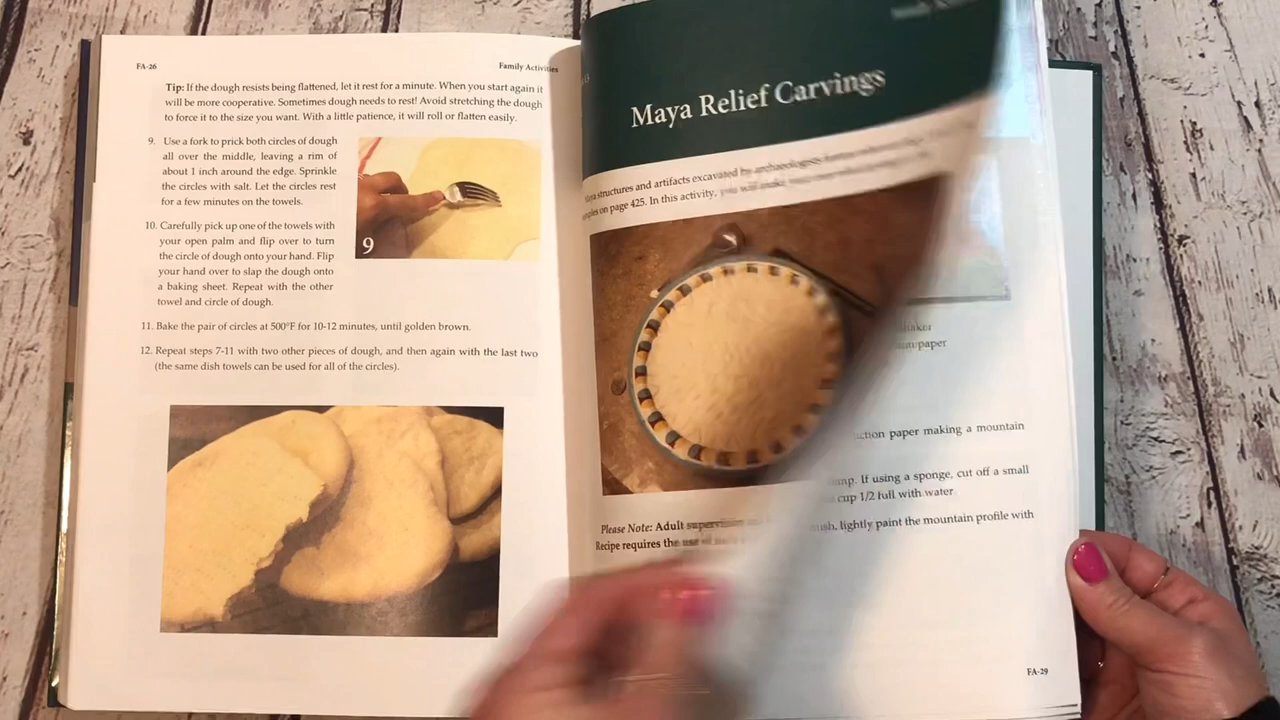 FA-26
Family Activities
Tip: If the dough resists being flattened, let it rest for a minute. When you start again it
will be more cooperative. Sometimes dough needs to rest! Avoid stretching the dough
to force it to the size you want. With a little patience, it will roll or flatten easily.
9. Use a fork to prick both circles of dough
all over the middle, leaving a rim of
about 1 inch around the edge. Sprinkle
the circles with salt. Let the circles rest
for a few minutes on the towels.
9
10. Carefully pick up one of the towels with
your open palm and flip over to turn
the circle of dough onto your hand. Flip
your hand over to slap the dough onto
a baking sheet. Repeat with the other
towel and circle of dough.
11. Bake the pair of circles at 500°F for 10-12 minutes, until golden brown.
12. Repeat steps 7-11 with two other pieces of dough, and then again with the last two
(the same dish towels can be used for all of the circles).
Maya Relief Carvings
structures and artifacts excavated by archaeologists
on page 425. In this activity, you will make
Please Note: Adult supervision
Recipe requires the use of
paper
paper making a mountain
If using a sponge, cut off a small
cup 1/2 full with water
lightly paint the mountain profile with
FA-29